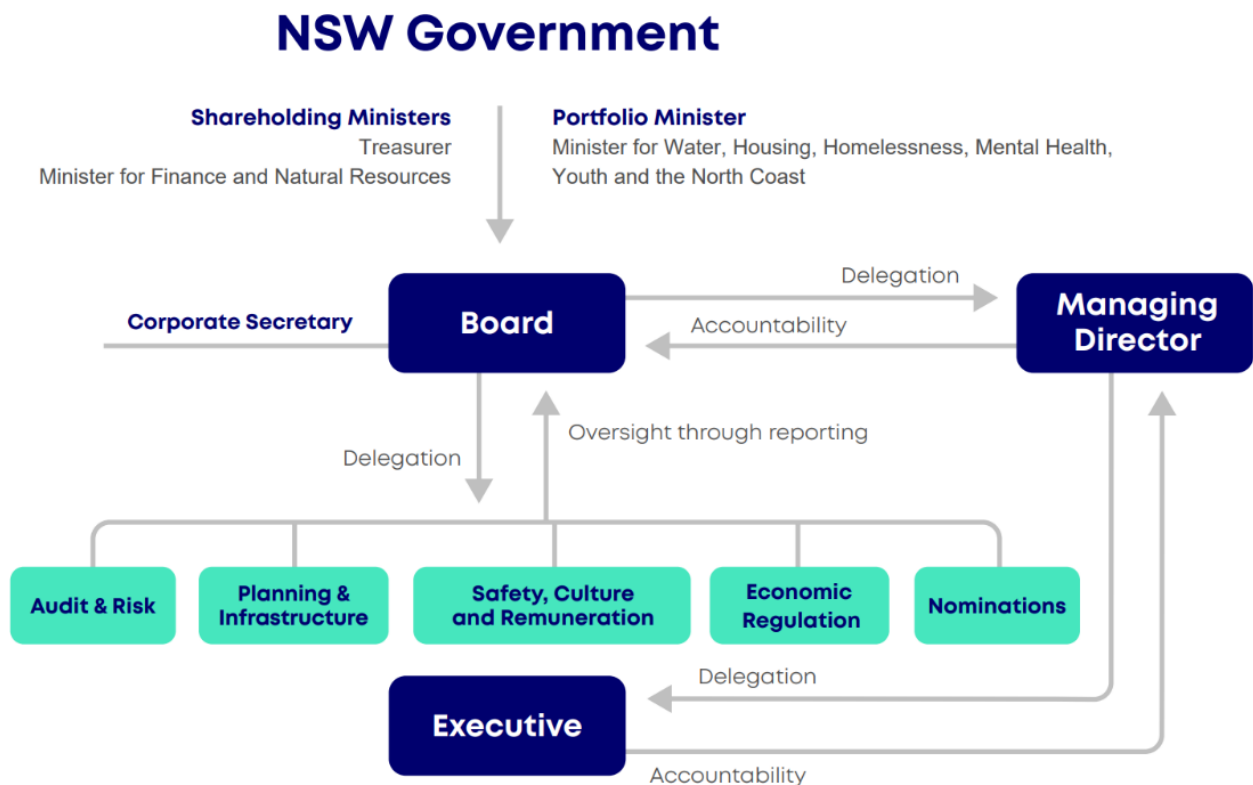 NSW Government
Shareholding Ministers
Treasurer
Minister for Finance and Natural Resources
Portfolio Minister
Minister for Water, Housing, Homelessness, Mental Health,
Youth and the North Coast
Corporate Secretary
Board
Delegation
Accountability
Managing
Director
Delegation
Oversight through reporting
Audit & Risk
Planning &
Infrastructure
Safety, Culture
and Remuneration
Economic
Regulation
Nominations
Delegation
Executive
Accountability